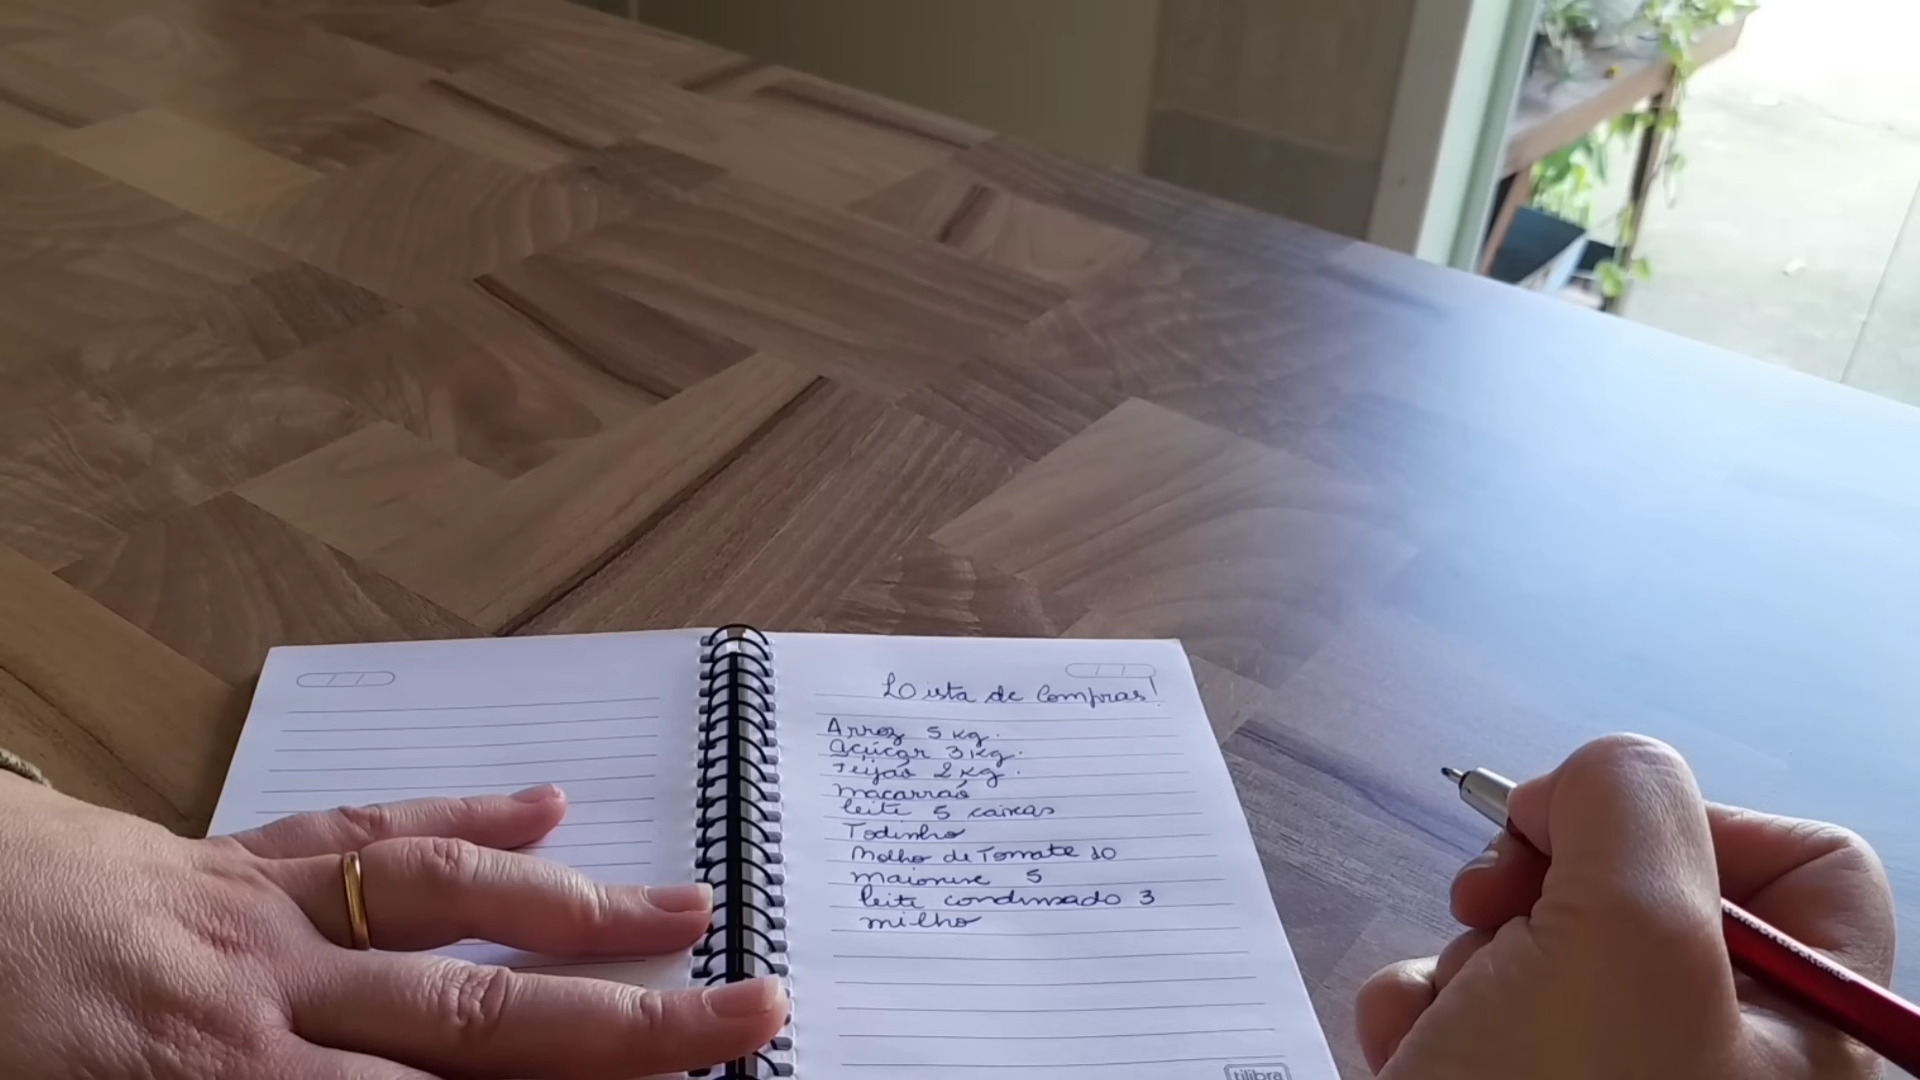 Lista de Compras!
Arroz 5 kg.
açúcar 3 kg.
Feijão 2 kg.
macarrão
leite 5 caixas
Todinho
Molho de Tomate 10
maionese 5
leite condensado 3
milho
tilibra